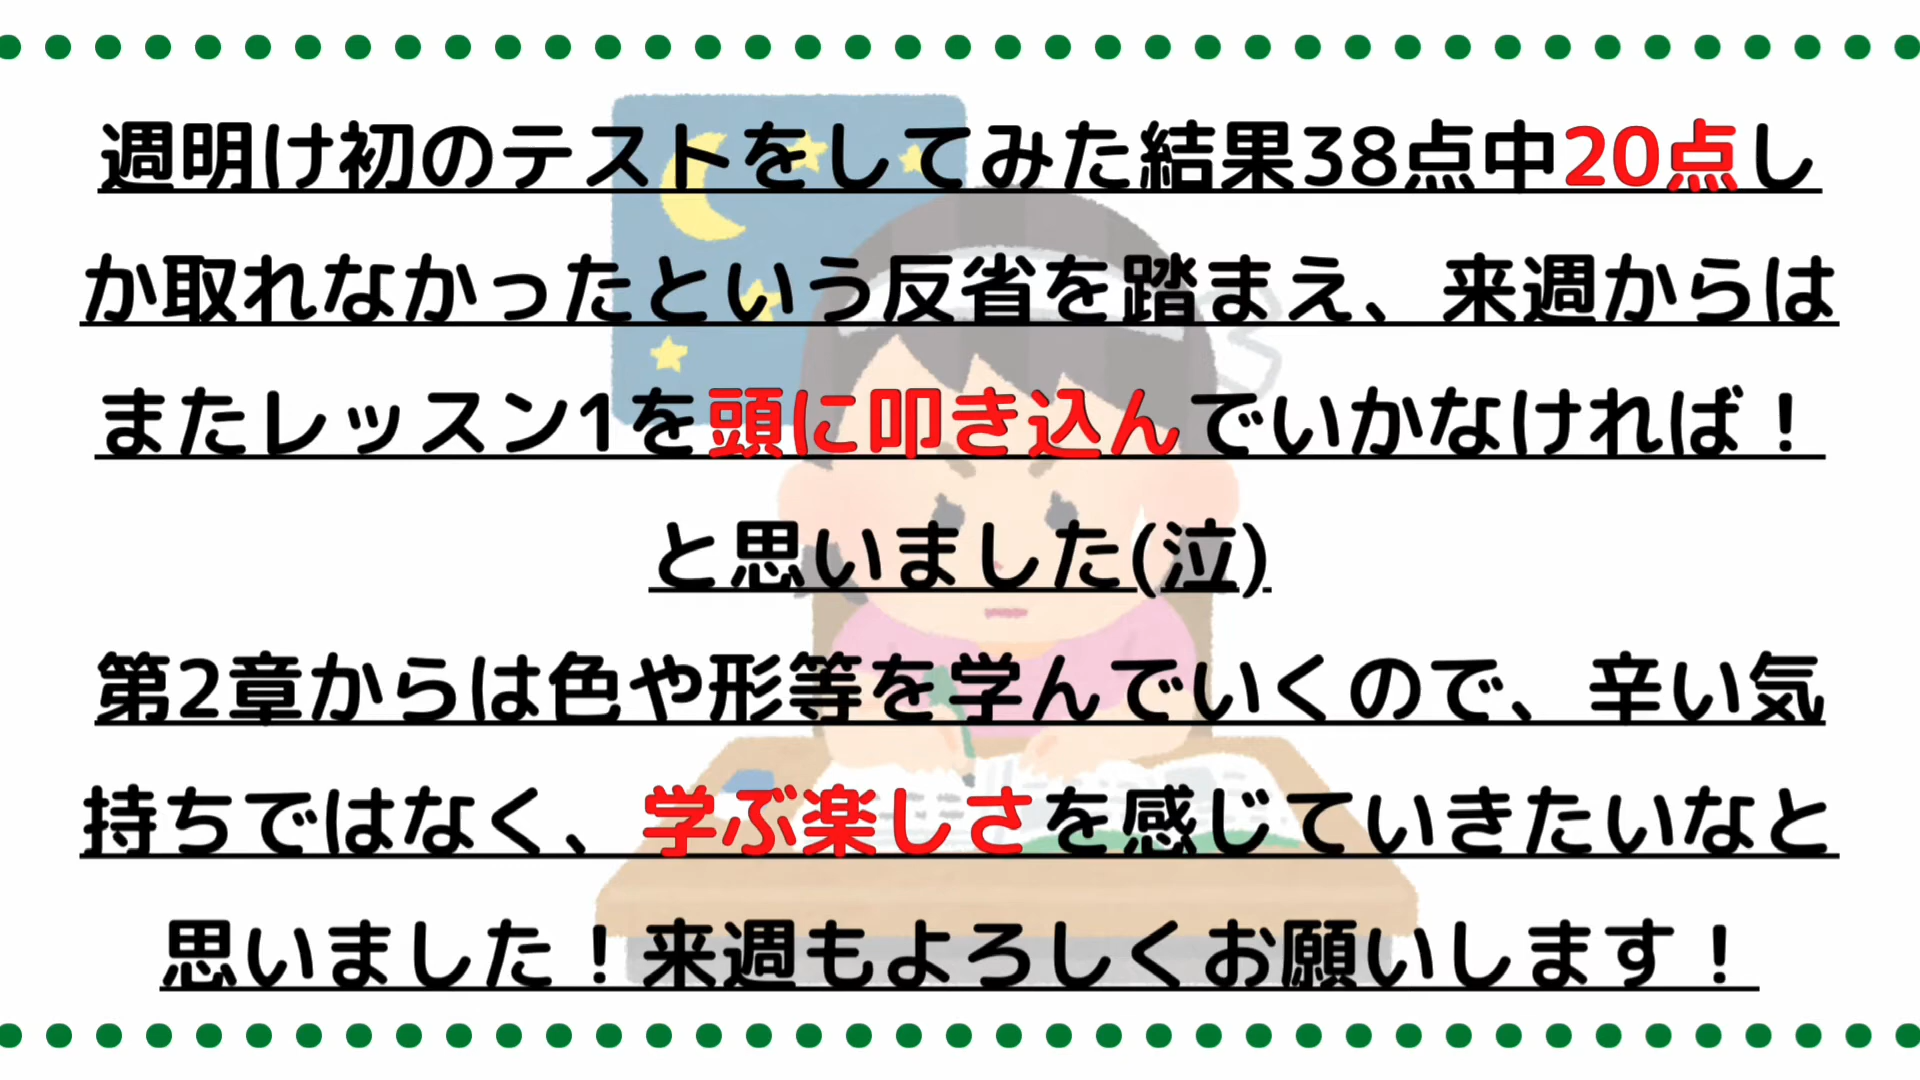 週明け初のテストをしてみた結果38点中20点し
か取れなかったという反省を踏まえ、来週からは
またレッスン1を頭に叩き込んでいかなければ！
と思いました(泣)
第2章からは色や形等を学んでいくので、辛い気
持ちではなく、学ぶ楽しさを感じていきたいなと
思いました！来週もよろしくお願いします！